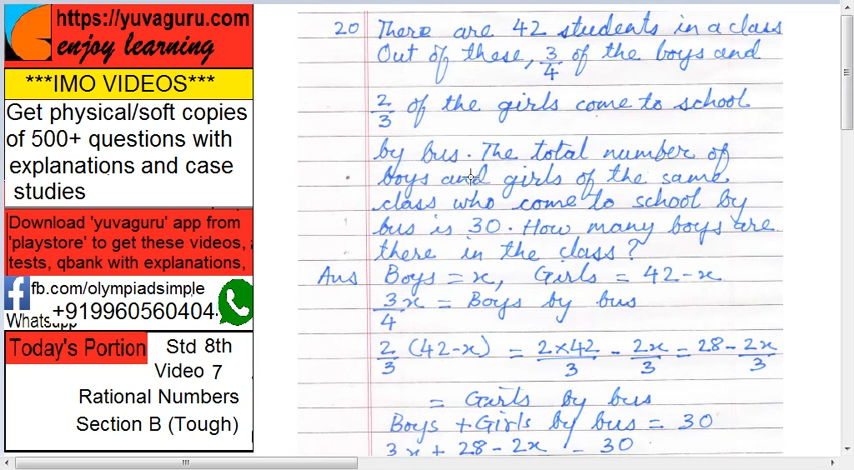 https://yuvaguru.com
enjoy learning
***IMO VIDEOS***
Get physical/soft copies
of 500+ questions with
explanations and case
studies
Download 'yuvaguru' app from
'playstore' to get these videos,
tests, qbank with explanations,
fb.com/olympiadsimple
+919960560404
Whatsapp
Today's Portion
Std 8th
Video 7
Rational Numbers
Section B (Tough)
20 There are 42 students in a class
Out of these, 3/4 of the boys and
2/3 of the girls come to school
by bus. The total number of
boys and girls of the same
class who come to school by
bus is 30. How many boys are
there in the class?
Ans Boys = x, Girls = 42-x
3x/4 = Boys by bus
2/3 (42-x) = 2×42/3 - 2x/3 = 28 - 2x/3
= Garls by bus
Boys + Girls by bus = 30
3x + 28 - 2x = 30